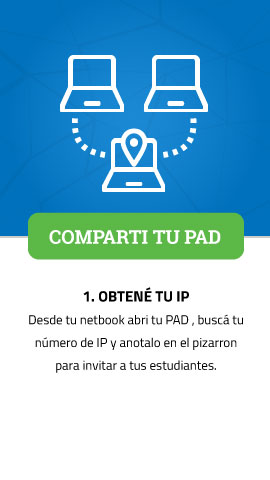 COMPARTI TU PAD
1. OBTENÉ TU IP
Desde tu netbook abri tu PAD , buscá tu
número de IP y anotalo en el pizarron
para invitar a tus estudiantes.